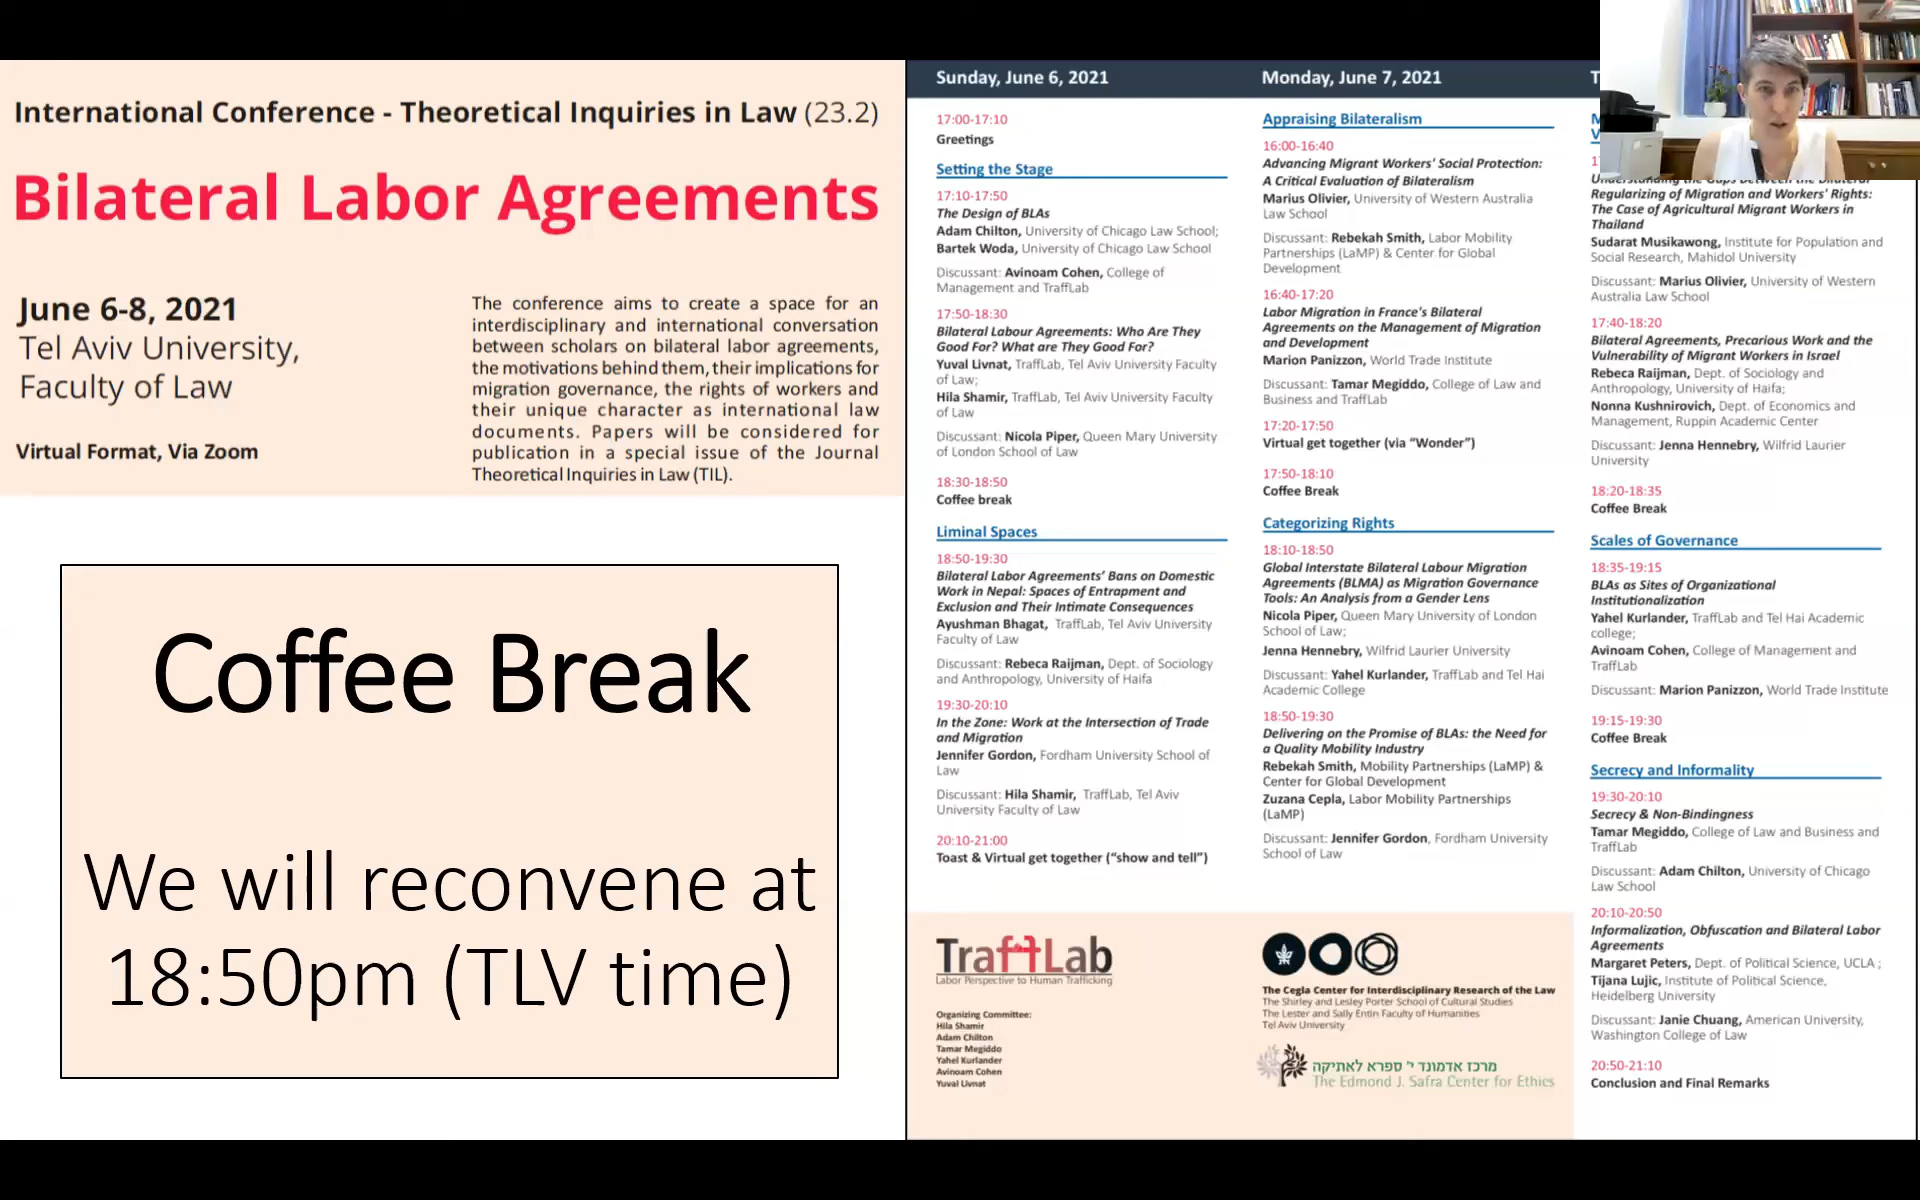 International Conference - Theoretical Inquiries in Law (23.2)
Bilateral Labor Agreements
June 6-8, 2021
Tel Aviv University,
Faculty of Law
Virtual Format, Via Zoom
The conference aims to create a space for an
interdisciplinary and international conversation
between scholars on bilateral labor agreements,
the motivations behind them, their implications for
migration governance, the rights of workers and
their unique character as international law
documents. Papers will be considered for
publication in a special issue of the Journal
Theoretical Inquiries in Law (TIL).
Coffee Break
We will reconvene at
18:50pm (TLV time)
Sunday, June 6, 2021
17:00-17:10
Greetings
Setting the Stage
17:10-17:50
The Design of BLAs
Adam Chilton, University of Chicago Law School;
Bartek Woda, University of Chicago Law School
Discussant: Avinoam Cohen, College of
Management and TraffLab
17:50-18:30
Bilateral Labour Agreements: Who Are They
Good For? What are They Good For?
Yuval Livnat, TraffLab, Tel Aviv University Faculty
of Law;
Hila Shamir, TraffLab, Tel Aviv University Faculty
of Law
Discussant: Nicola Piper, Queen Mary University
of London School of Law
18:30-18:50
Coffee break
Liminal Spaces
18:50-19:30
Bilateral Labor Agreements' Bans on Domestic
Work in Nepal: Spaces of Entrapment and
Exclusion and Their Intimate Consequences
Ayushman Bhagat, TraffLab, Tel Aviv University
Faculty of Law
Discussant: Rebeca Raijman, Dept. of Sociology
and Anthropology, University of Haifa
19:30-20:10
In the Zone: Work at the Intersection of Trade
and Migration
Jennifer Gordon, Fordham University School of
Law
Discussant: Hila Shamir, TraffLab, Tel Aviv
University Faculty of Law
20:10-21:00
Toast & Virtual get together ("show and tell")
TraffLab
Labor Perspective to Human Trafficking
Organizing Committee:
Hila Shamir
Adam Chilton
Tamar Megiddo
Yahel Kurlander
Avinoam Cohen
Yuval Livnat
Monday, June 7, 2021
Appraising Bilateralism
16:00-16:40
Advancing Migrant Workers' Social Protection:
A Critical Evaluation of Bilateralism
Marius Olivier, University of Western Australia
Law School
Discussant: Rebekah Smith, Labor Mobility
Partnerships (LaMP) & Center for Global
Development
16:40-17:20
Labor Migration in France's Bilateral
Agreements on the Management of Migration
and Development
Marion Panizzon, World Trade Institute
Discussant: Tamar Megiddo, College of Law and
Business and TraffLab
17:20-17:50
Virtual get together (via "Wonder")
17:50-18:10
Coffee Break
Categorizing Rights
18:10-18:50
Global Interstate Bilateral Labour Migration
Agreements (BLMA) as Migration Governance
Tools: An Analysis from a Gender Lens
Nicola Piper, Queen Mary University of London
School of Law;
Jenna Hennebry, Wilfrid Laurier University
Discussant: Yahel Kurlander, TraffLab and Tel Hai
Academic College
18:50-19:30
Delivering on the Promise of BLAs: the Need for
a Quality Mobility Industry
Rebekah Smith, Mobility Partnerships (LaMP) &
Center for Global Development
Zuzana Cepla, Labor Mobility Partnerships
(LaMP)
Discussant: Jennifer Gordon, Fordham University
School of Law
The Cegla Center for Interdisciplinary Research of the Law
The Shirley and Lesley Porter School of Cultural Studies
The Lester and Sally Entin Faculty of Humanities
Tel Aviv University
מרכז אדמונד י' ספרא לאתיקה
The Edmond J. Safra Center for Ethics
Regularizing of Migration and Workers' Rights:
The Case of Agricultural Migrant Workers in
Thailand
Sudarat Musikawong, Institute for Population and
Social Research, Mahidol University
Discussant: Marius Olivier, University of Western
Australia Law School
17:40-18:20
Bilateral Agreements, Precarious Work and the
Vulnerability of Migrant Workers in Israel
Rebeca Raijman, Dept. of Sociology and
Anthropology, University of Haifa;
Nonna Kushnirovich, Dept. of Economics and
Management, Ruppin Academic Center
Discussant: Jenna Hennebry, Wilfrid Laurier
University
18:20-18:35
Coffee Break
Scales of Governance
18:35-19:15
BLAs as Sites of Organizational
Institutionalization
Yahel Kurlander, TraffLab and Tel Hai Academic
college;
Avinoam Cohen, College of Management and
TraffLab
Discussant: Marion Panizzon, World Trade Institute
19:15-19:30
Coffee Break
Secrecy and Informality
19:30-20:10
Secrecy & Non-Bindingness
Tamar Megiddo, College of Law and Business and
TraffLab
Discussant: Adam Chilton, University of Chicago
Law School
20:10-20:50
Informalization, Obfuscation and Bilateral Labor
Agreements
Margaret Peters, Dept. of Political Science, UCLA ;
Tijana Lujic, Institute of Political Science,
Heidelberg University
Discussant: Janie Chuang, American University,
Washington College of Law
20:50-21:10
Conclusion and Final Remarks